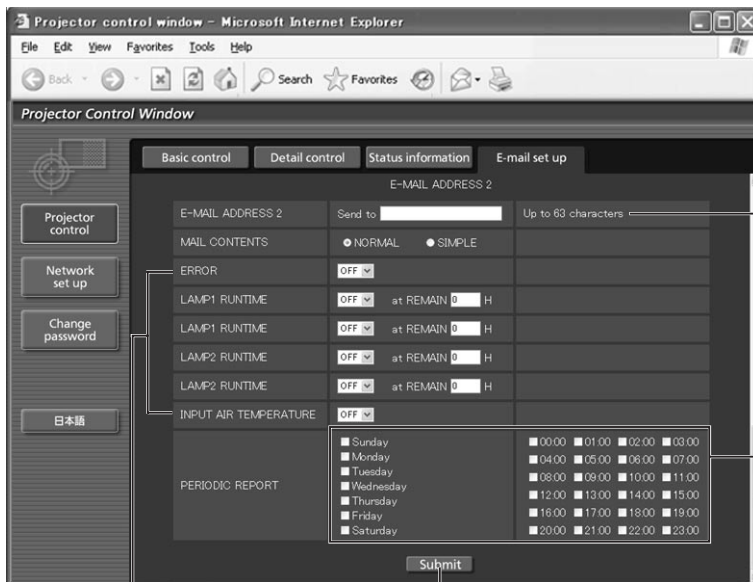 Projector control window - Microsoft Internet Explorer
File Edit View Favorites Tools Help
Back Search Favorites
Projector Control Window
Basic control Detail control Status information E-mail set up
E-MAIL ADDRESS 2
Projector control
Network set up
Change password
日本語
E-MAIL ADDRESS 2 Send to Up to 63 characters
MAIL CONTENTS NORMAL SIMPLE
ERROR OFF
LAMP1 RUNTIME OFF at REMAIN 0 H
LAMP1 RUNTIME OFF at REMAIN 0 H
LAMP2 RUNTIME OFF at REMAIN 0 H
LAMP2 RUNTIME OFF at REMAIN 0 H
INPUT AIR TEMPERATURE OFF
PERIODIC REPORT
Sunday
Monday
Tuesday
Wednesday
Thursday
Friday
Saturday
00:00 01:00 02:00 03:00
04:00 05:00 06:00 07:00
08:00 09:00 10:00 11:00
12:00 13:00 14:00 15:00
16:00 17:00 18:00 19:00
20:00 21:00 22:00 23:00
Submit